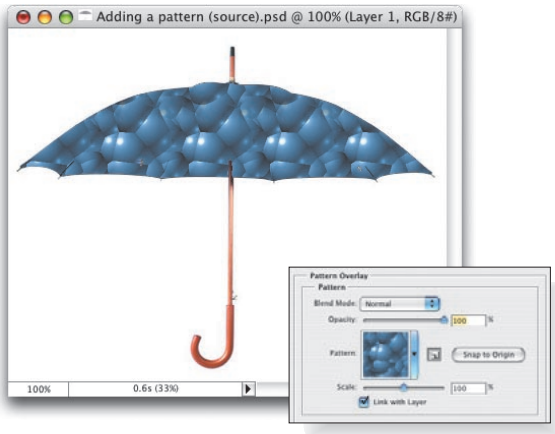 Adding a pattern (source).psd @ 100% (Layer 1, RGB/8#)
100% 0.6s (33%)
Pattern Overlay
Pattern
Blend Mode: Normal
Opacity: 100 %
Pattern:
Snap to Origin
Scale: 100 %
Link with Layer